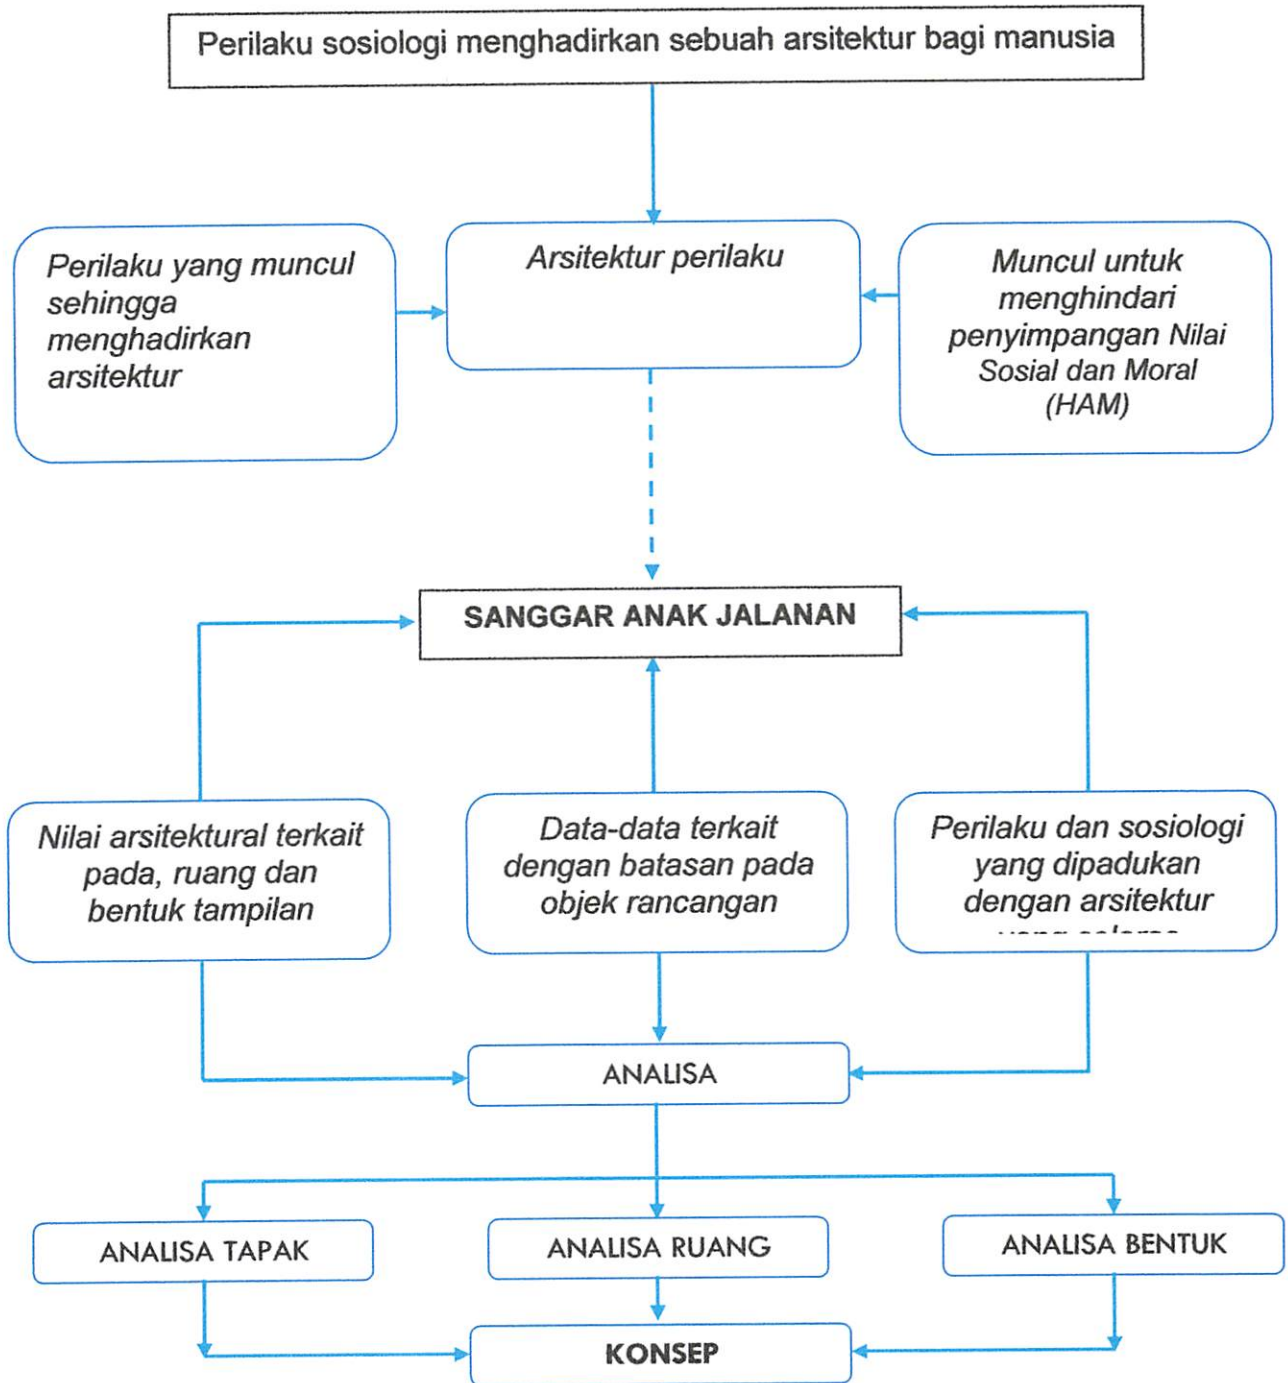 Perilaku sosiologi menghadirkan sebuah arsitektur bagi manusia
Perilaku yang muncul
sehingga
menghadirkan
arsitektur
Arsitektur perilaku
Muncul untuk
menghindari
penyimpangan Nilai
Sosial dan Moral
(HAM)
SANGGAR ANAK JALANAN
Nilai arsitektural terkait
pada, ruang dan
bentuk tampilan
Data-data terkait
dengan batasan pada
objek rancangan
Perilaku dan sosiologi
yang dipadukan
dengan arsitektur
ANALISA
ANALISA TAPAK
ANALISA RUANG
ANALISA BENTUK
KONSEP